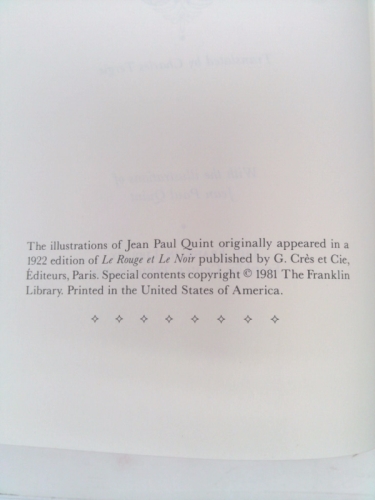 The illustrations of Jean Paul Quint originally appeared in a
1922 edition of Le Rouge et Le Noir published by G. Crès et Cie,
Éditeurs, Paris. Special contents copyright © 1981 The Franklin
Library. Printed in the United States of America.